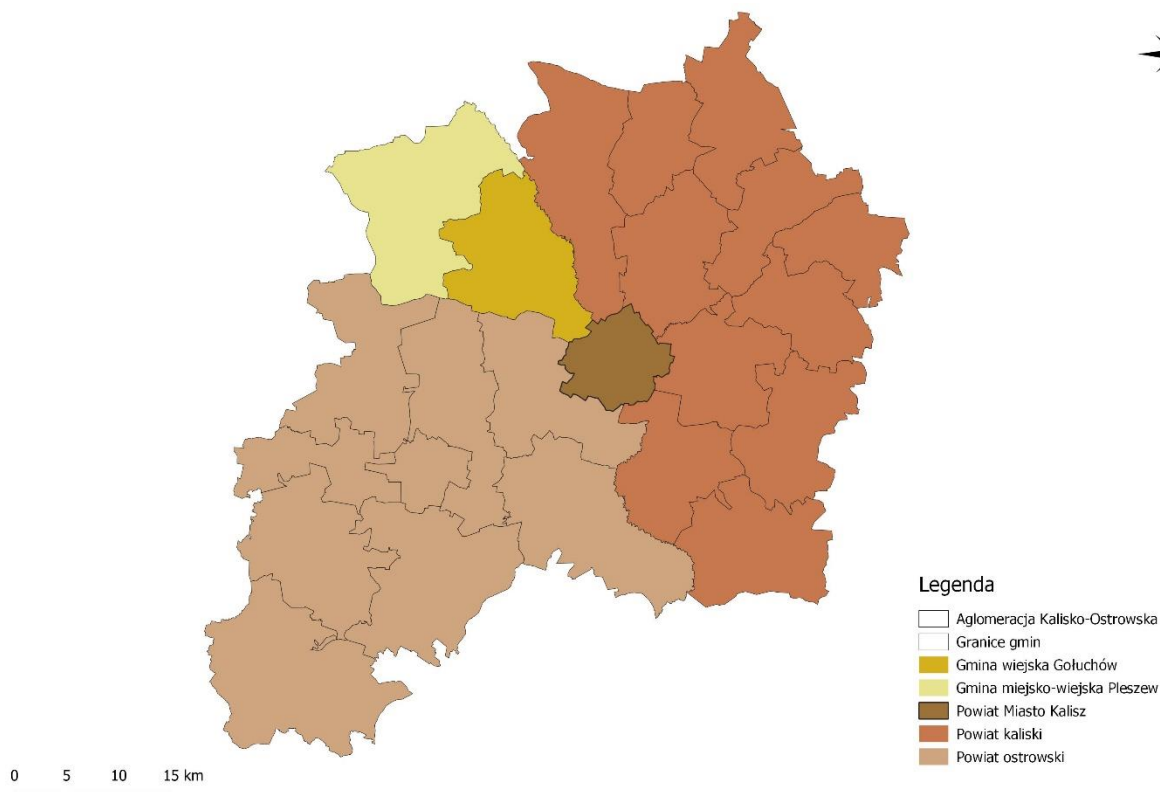 Legenda
Aglomeracja Kalisko-Ostrowska
Granice gmin
Gmina wiejska Gołuchów
Gmina miejsko-wiejska Pleszew
Powiat Miasto Kalisz
Powiat kaliski
Powiat ostrowski
0 5 10 15 km